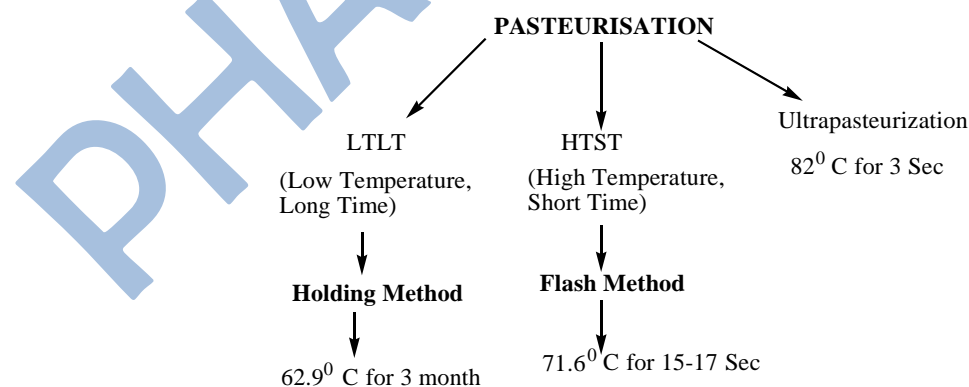 PASTEURISATION
LTLT
(Low Temperature,
Long Time)
Holding Method
62.9⁰ C for 3 month
HTST
(High Temperature,
Short Time)
Flash Method
71.6⁰ C for 15-17 Sec
Ultrapasteurization
82⁰ C for 3 Sec
PHA